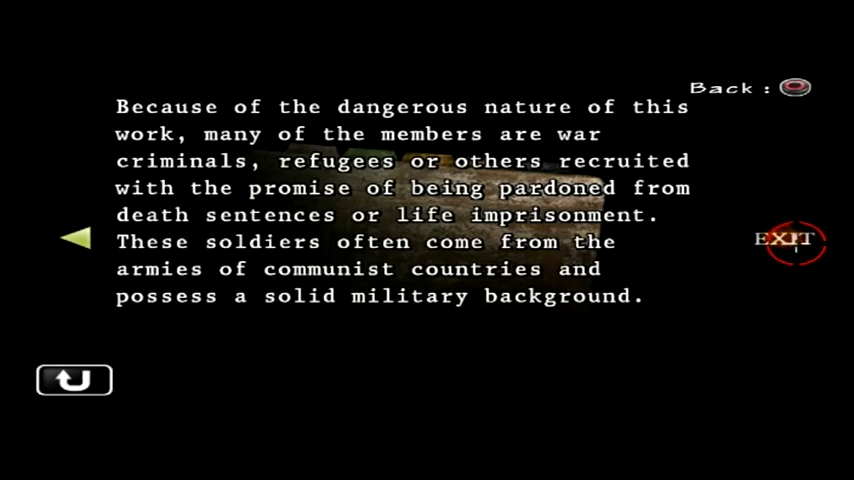 Back :
Because of the dangerous nature of this
work, many of the members are war
criminals, refugees or others recruited
with the promise of being pardoned from
death sentences or life imprisonment.
These soldiers often come from the
armies of communist countries and
possess a solid military background.
EXIT